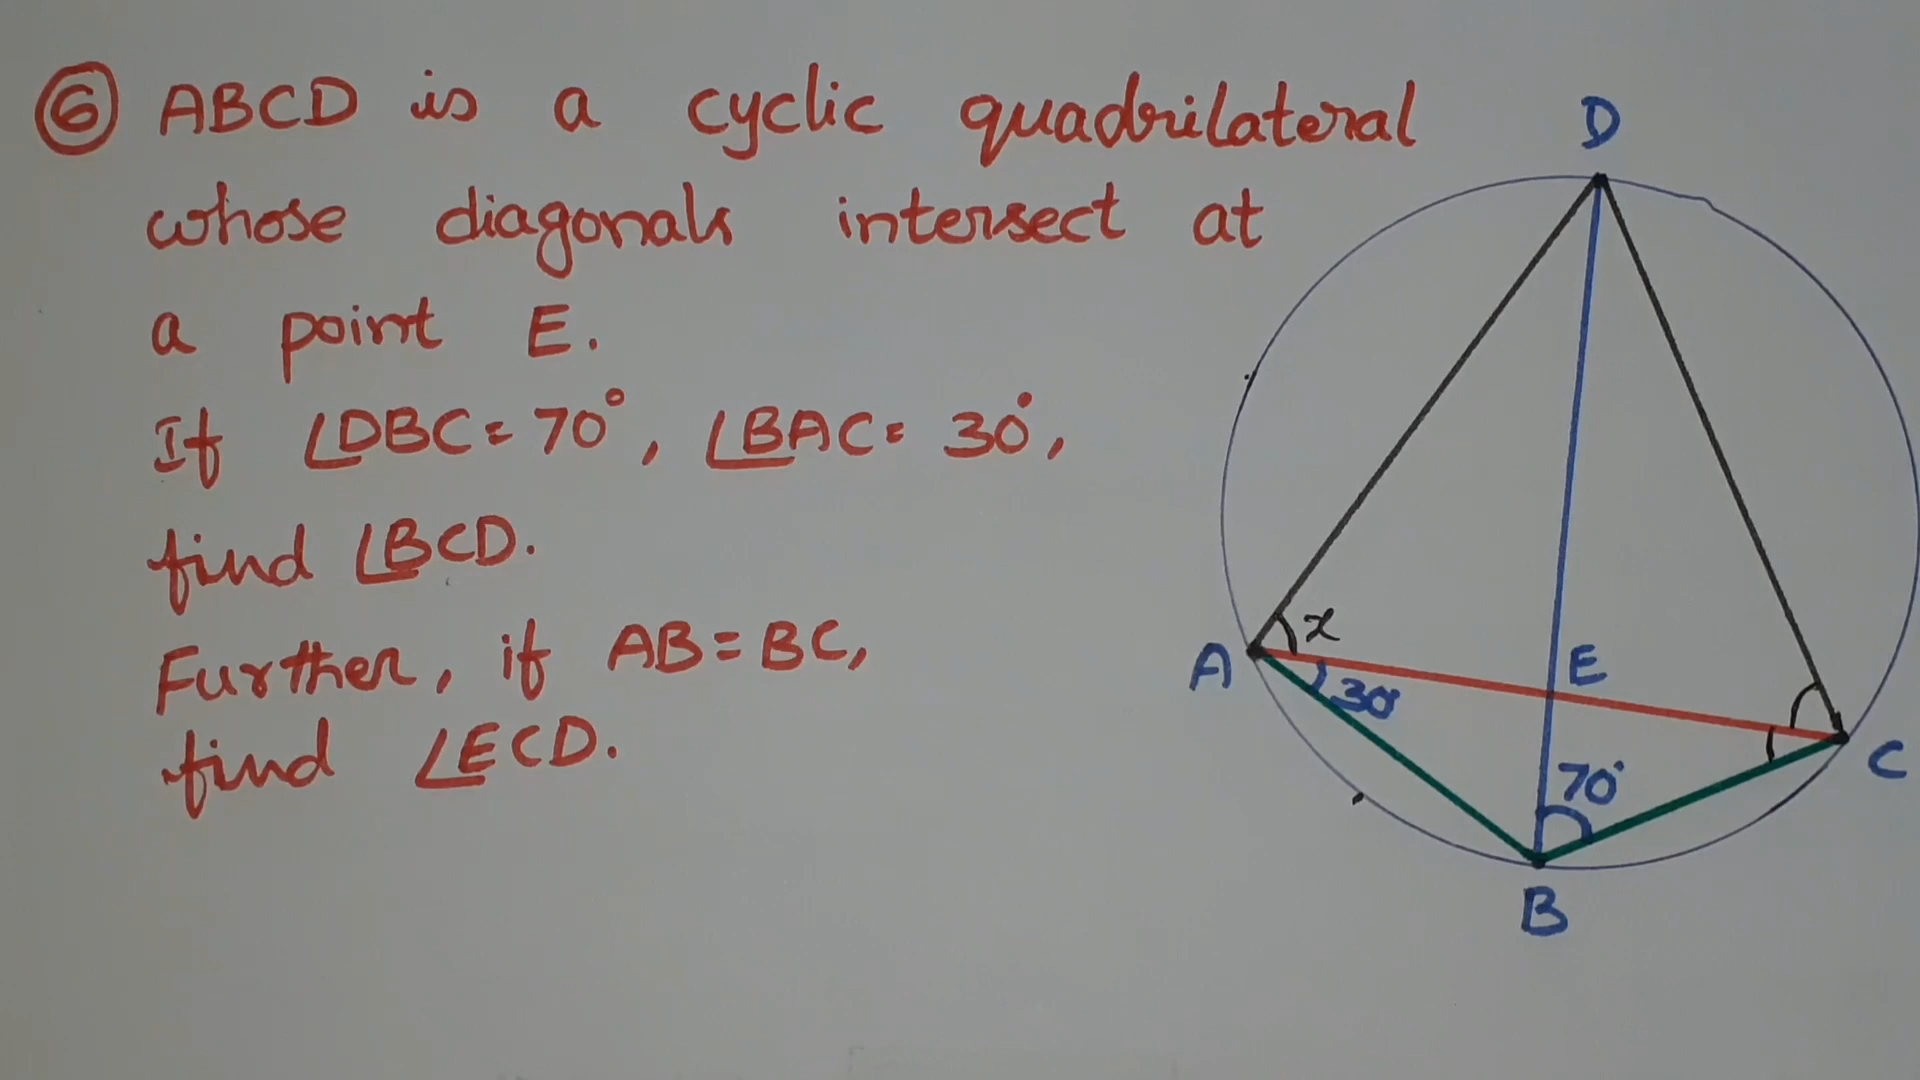 6 ABCD is a cyclic quadrilateral
whose diagonals intersect at
a point E.
If ∠DBC = 70°, ∠BAC = 30°,
find ∠BCD.
Further, if AB = BC,
find ∠ECD.
D
x
A
30°
E
C
70°
B